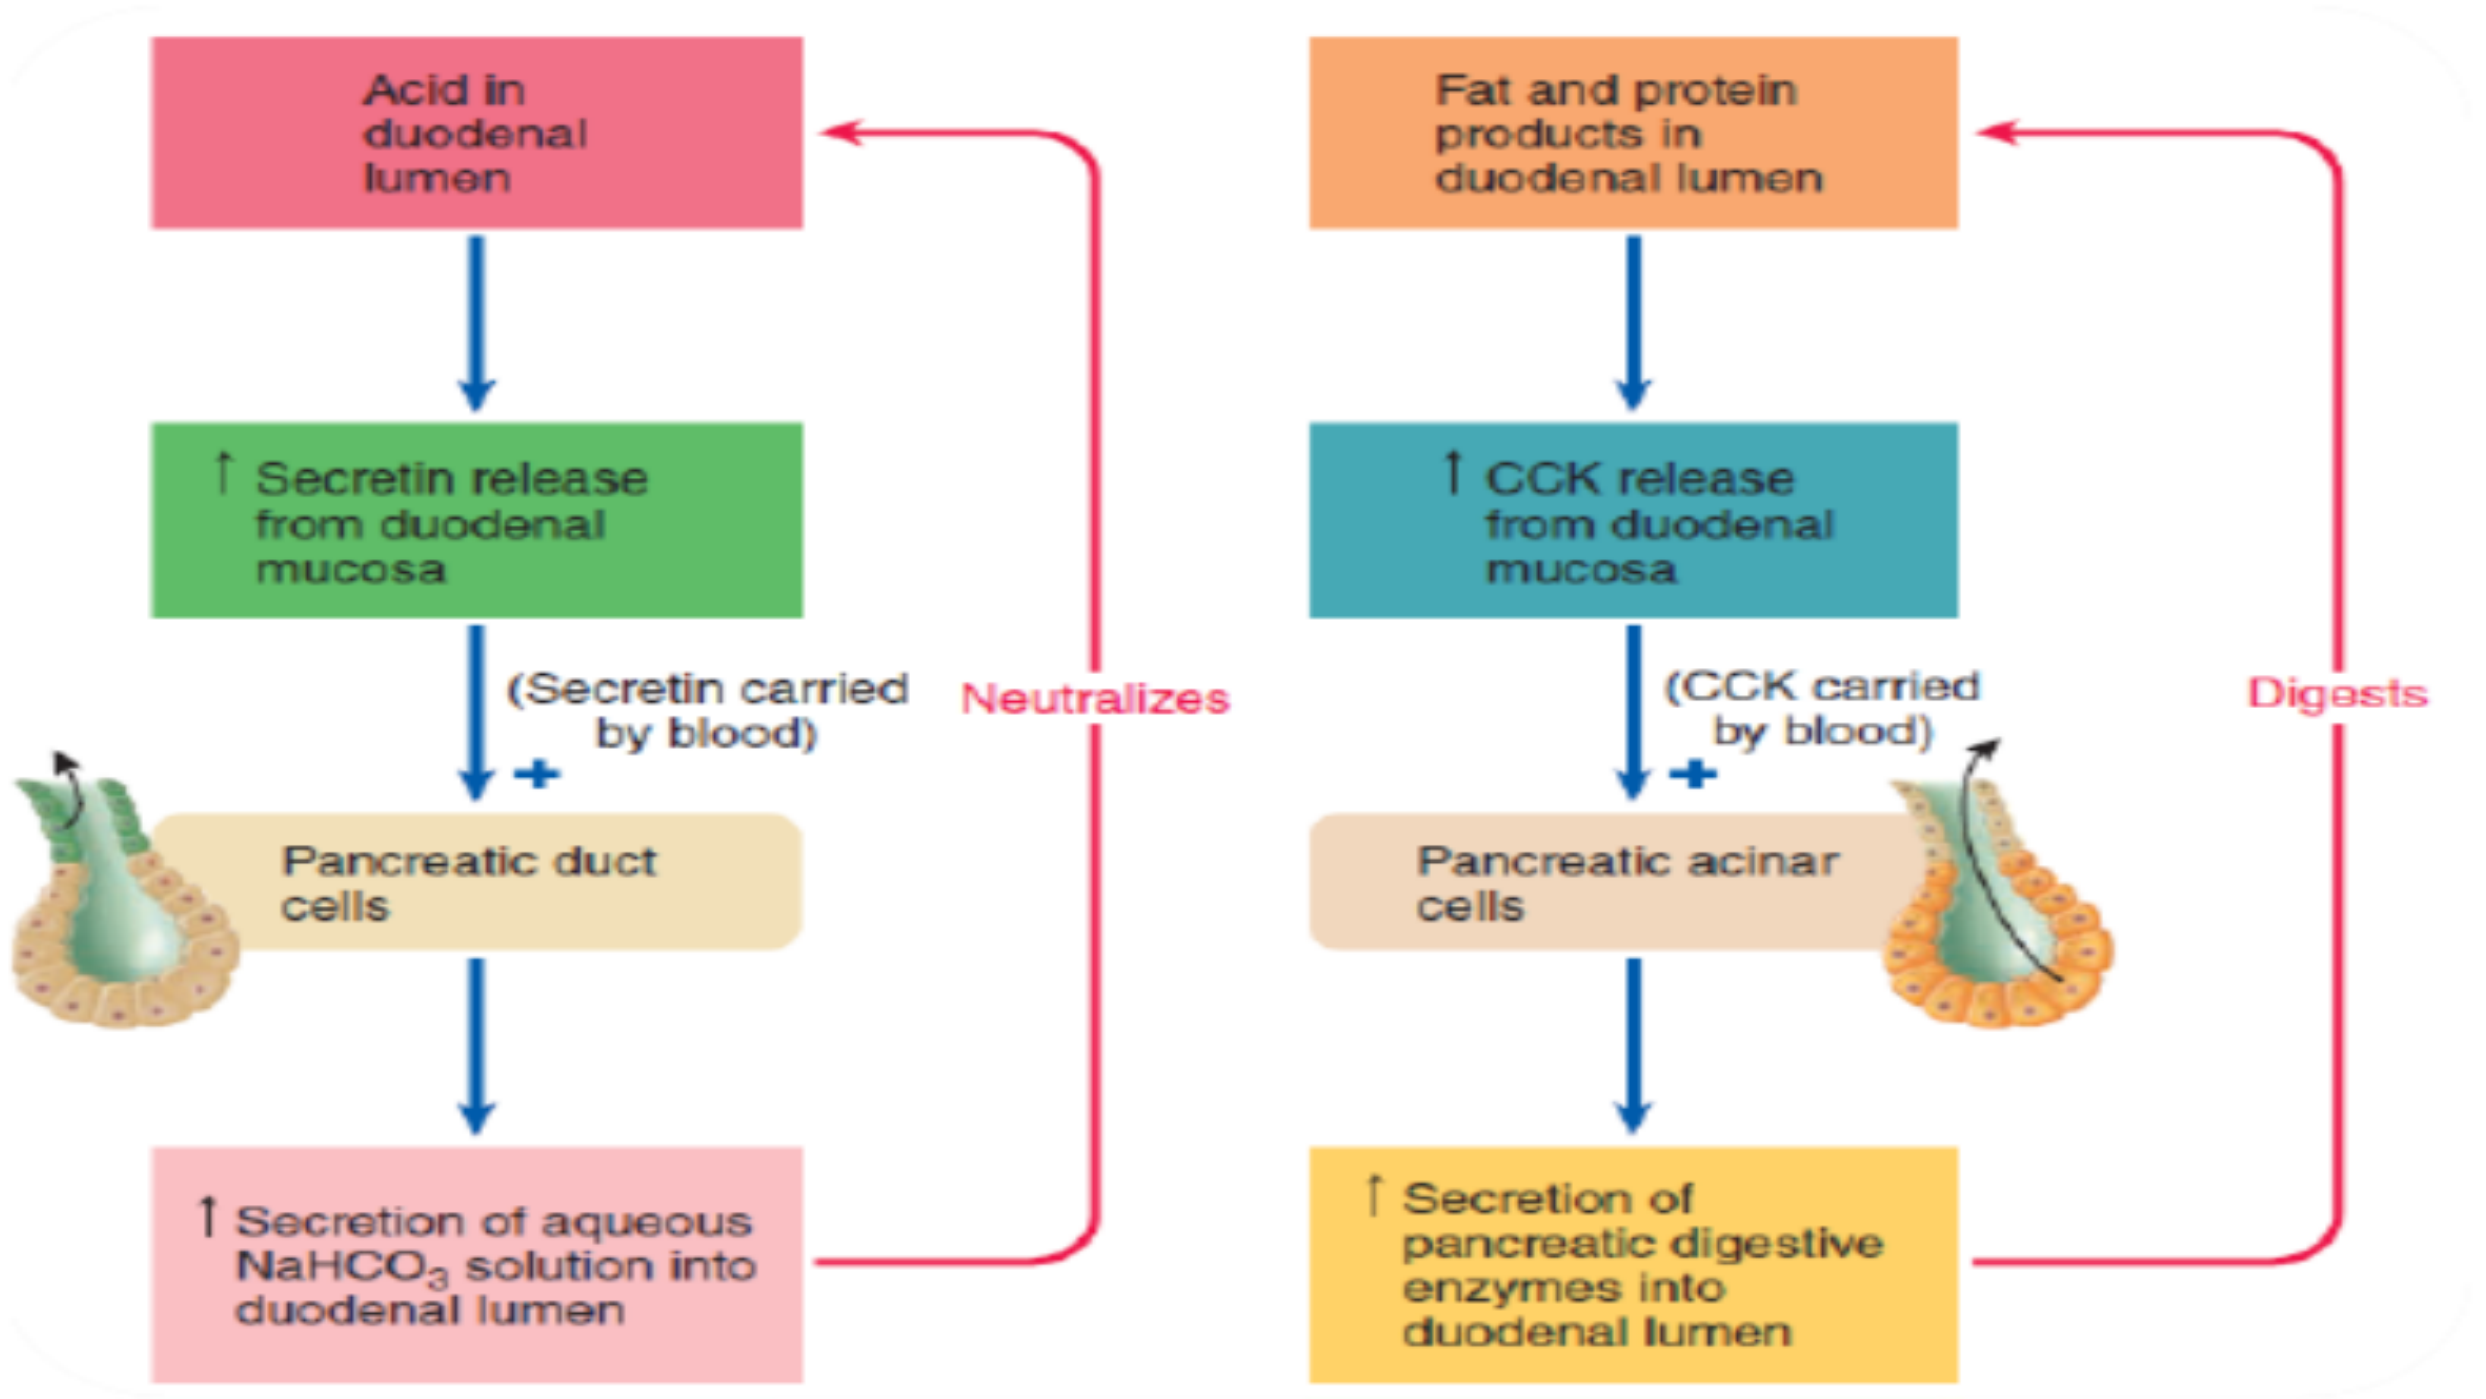 Acid in
duodenal
lumen
↑ Secretin release
from duodenal
mucosa
(Secretin carried
by blood)
+
Pancreatic duct
cells
↑ Secretion of aqueous
NaHCO₃ solution into
duodenal lumen
Neutralizes
Fat and protein
products in
duodenal lumen
↑ CCK release
from duodenal
mucosa
(CCK carried
by blood)
+
Pancreatic acinar
cells
↑ Secretion of
pancreatic digestive
enzymes into
duodenal lumen
Digests